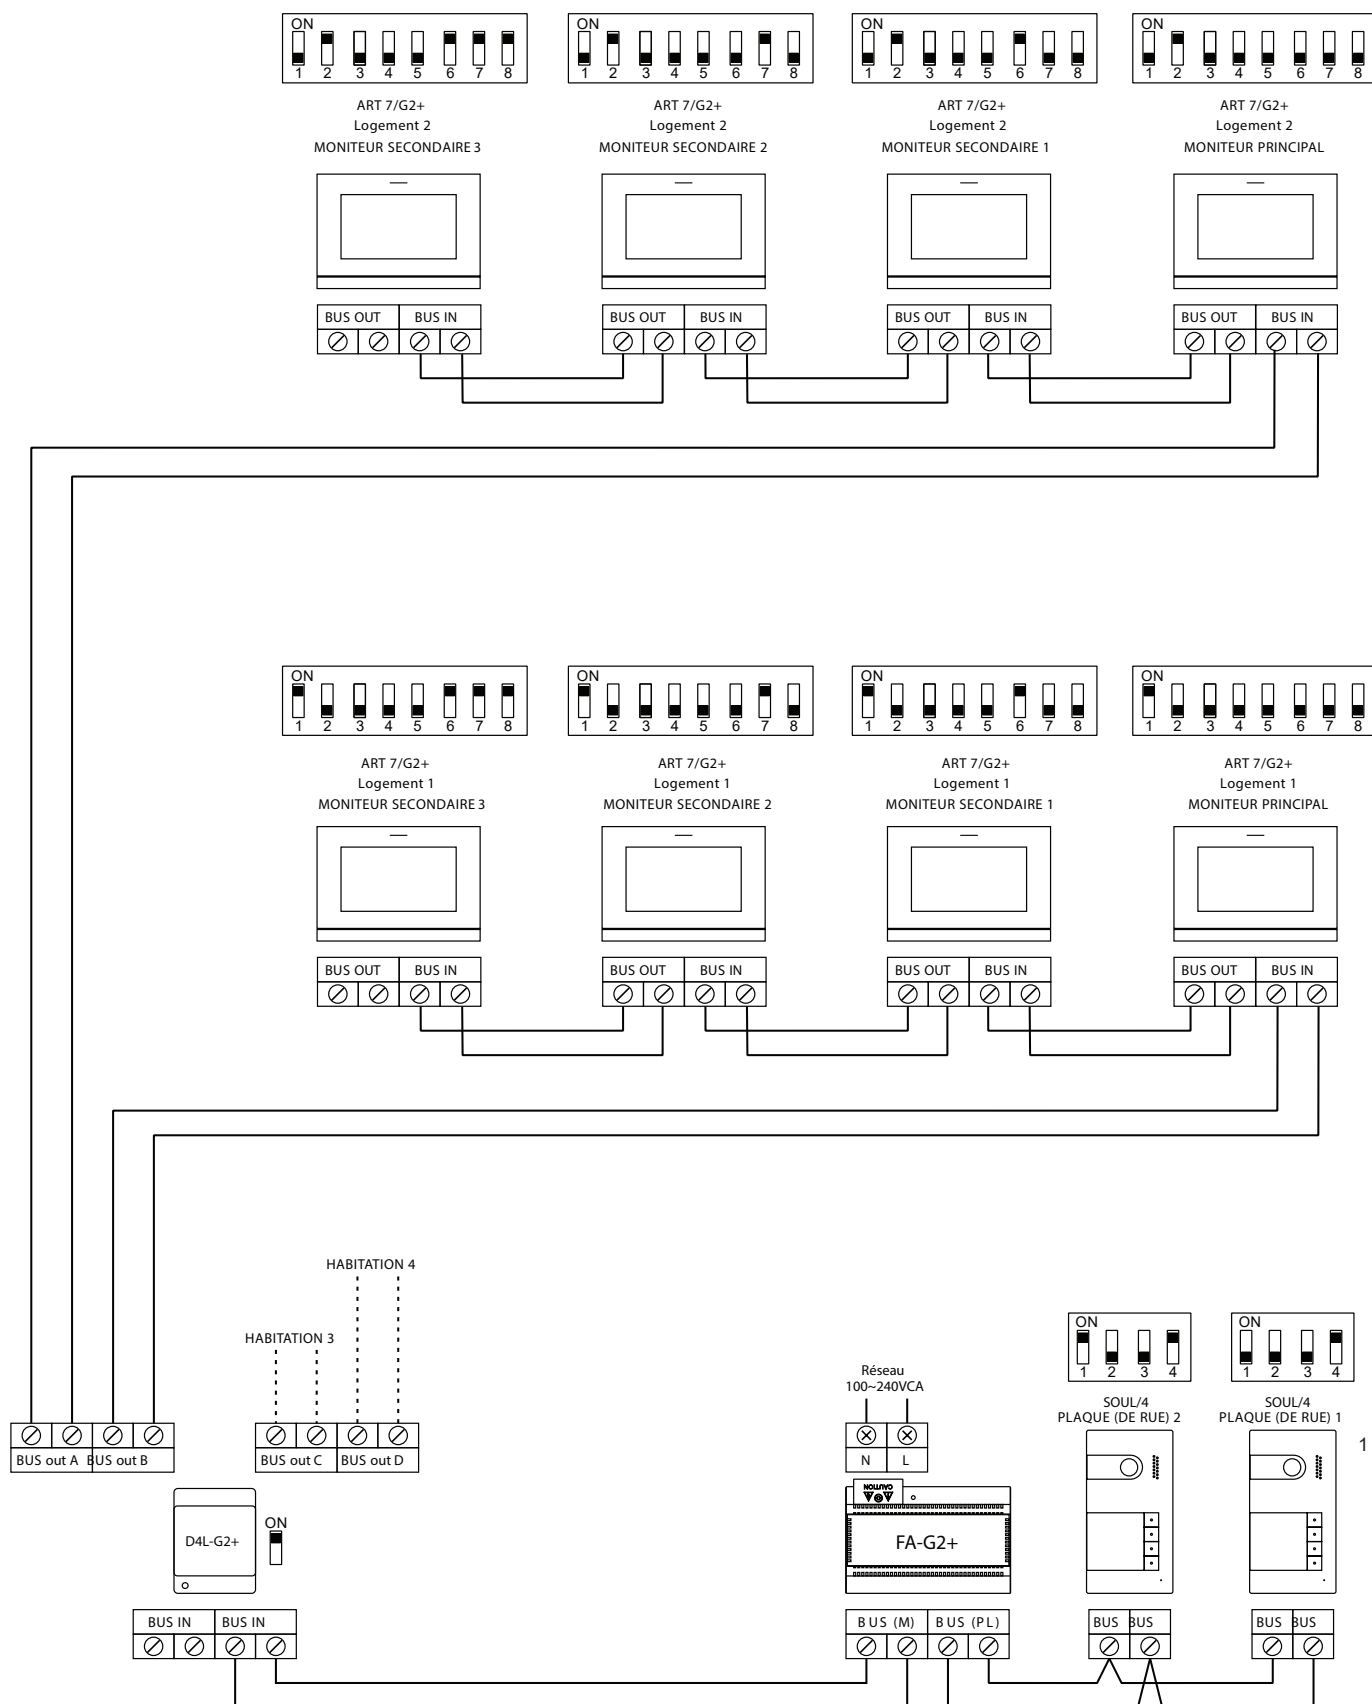 ON ON ON ON
1 2 3 4 5 6 7 8 1 2 3 4 5 6 7 8 1 2 3 4 5 6 7 8 1 2 3 4 5 6 7 8
ART 7/G2+ ART 7/G2+ ART 7/G2+ ART 7/G2+
Logement 2 Logement 2 Logement 2 Logement 2
MONITEUR SECONDAIRE 3 MONITEUR SECONDAIRE 2 MONITEUR SECONDAIRE 1 MONITEUR PRINCIPAL
BUS OUT BUS IN BUS OUT BUS IN BUS OUT BUS IN BUS OUT BUS IN
ON ON ON ON
1 2 3 4 5 6 7 8 1 2 3 4 5 6 7 8 1 2 3 4 5 6 7 8 1 2 3 4 5 6 7 8
ART 7/G2+ ART 7/G2+ ART 7/G2+ ART 7/G2+
Logement 1 Logement 1 Logement 1 Logement 1
MONITEUR SECONDAIRE 3 MONITEUR SECONDAIRE 2 MONITEUR SECONDAIRE 1 MONITEUR PRINCIPAL
BUS OUT BUS IN BUS OUT BUS IN BUS OUT BUS IN BUS OUT BUS IN
HABITATION 4
HABITATION 3
ON ON
1 2 3 4 1 2 3 4
Réseau
100~240VCA
SOUL/4 SOUL/4
PLAQUE (DE RUE) 2 PLAQUE (DE RUE) 1
1
BUS out A BUS out B BUS out C BUS out D N L
CAUTION
ON
D4L-G2+ FA-G2+
BUS IN BUS IN BUS (M) BUS (PL) BUS BUS BUS BUS